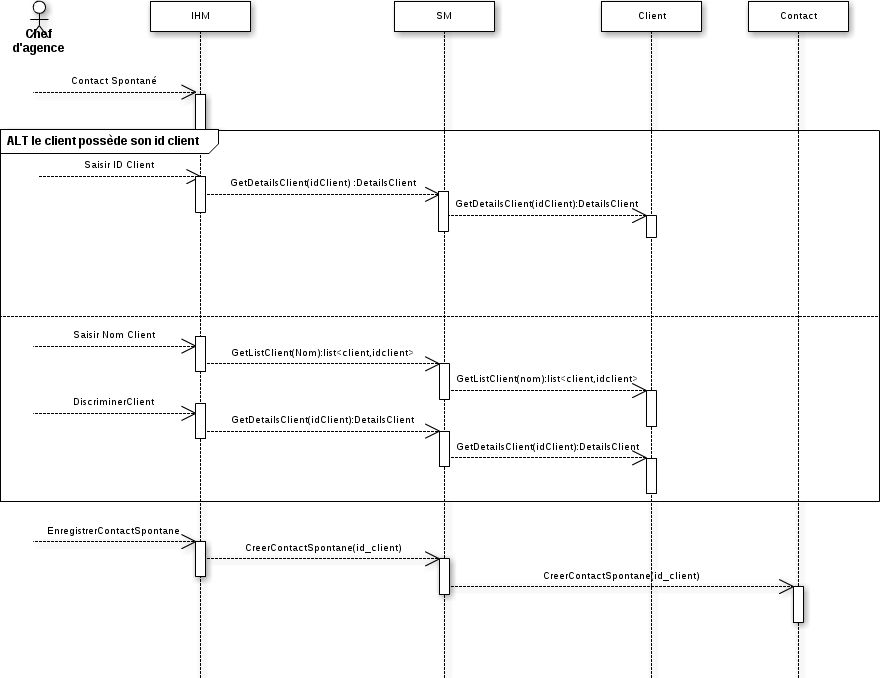 IHM
SM
Client
Contact
Chef
d'agence
Contact Spontané
ALT le client possède son id client
Saisir ID Client
GetDetailsClient(idClient) :DetailsClient
GetDetailsClient(idClient):DetailsClient
Saisir Nom Client
GetListClient(Nom):list<client,idclient>
GetListClient(nom):list<client,idclient>
DiscriminerClient
GetDetailsClient(idClient):DetailsClient
GetDetailsClient(idClient):DetailsClient
EnregistrerContactSpontane
CreerContactSpontane(id_client)
CreerContactSpontane(id_client)